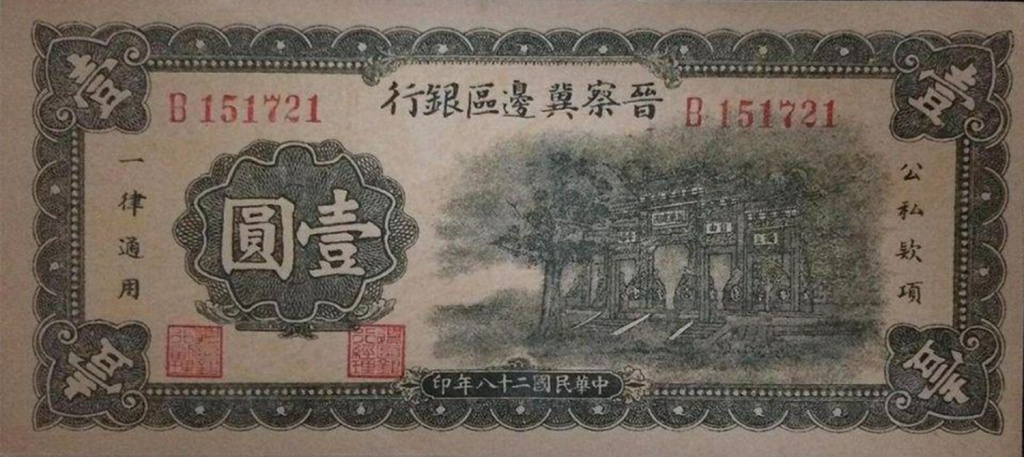 晉察冀邊區銀行
B 151721
B 151721
公私款項
一律通用
壹圓
中華民國二十八年印
壹
壹
壹
壹